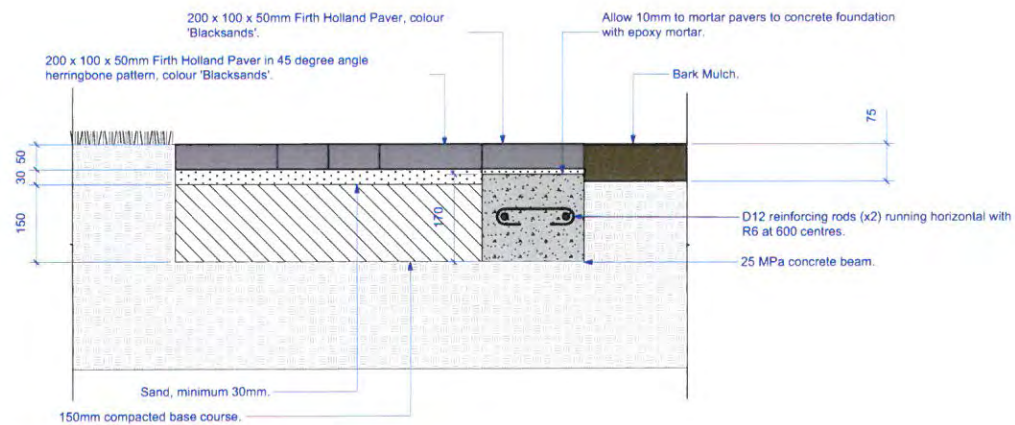 200 x 100 x 50mm Firth Holland Paver, colour
'Blacksands'.
Allow 10mm to mortar pavers to concrete foundation
with epoxy mortar.
200 x 100 x 50mm Firth Holland Paver in 45 degree angle
herringbone pattern, colour 'Blacksands'.
Bark Mulch.
75
50
30
150
170
D12 reinforcing rods (x2) running horizontal with
R6 at 600 centres.
25 MPa concrete beam.
Sand, minimum 30mm.
150mm compacted base course.